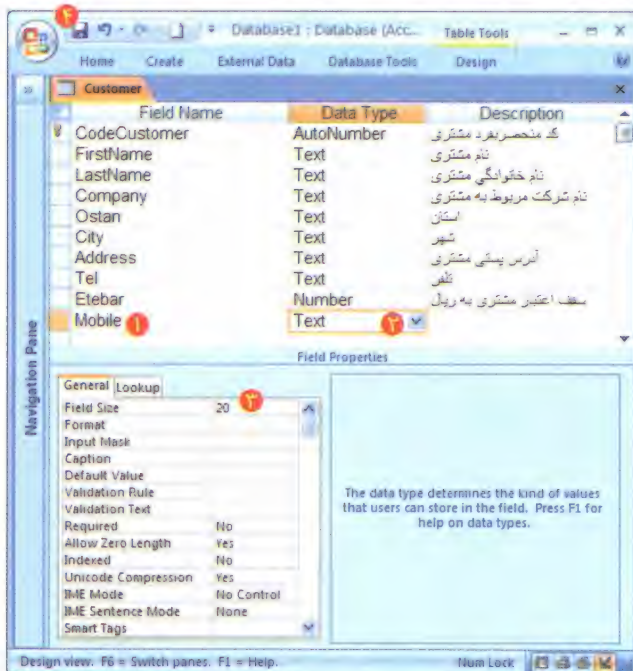 ۴
Database1 : Database (Acc... Table Tools
Home Create External Data Database Tools Design
Customer
Field Name Data Type Description
CodeCustomer AutoNumber کد منحصربفرد مشتری
FirstName Text نام مشتری
LastName Text نام خانوادگی مشتری
Company Text نام شرکت مربوط به مشتری
Ostan Text استان
City Text شهر
Address Text آدرس پستی مشتری
Tel Text تلفن
Etebar Number سقف اعتبار مشتری به ریال
Mobile ۱ Text ۲
Navigation Pane
Field Properties
General Lookup
Field Size 20 ۳
Format
Input Mask
Caption
Default Value
Validation Rule
Validation Text
Required No
Allow Zero Length Yes
Indexed No
Unicode Compression Yes
IME Mode No Control
IME Sentence Mode None
Smart Tags
The data type determines the kind of values
that users can store in the field. Press F1 for
help on data types.
Design view. F6 = Switch panes. F1 = Help. Num Lock